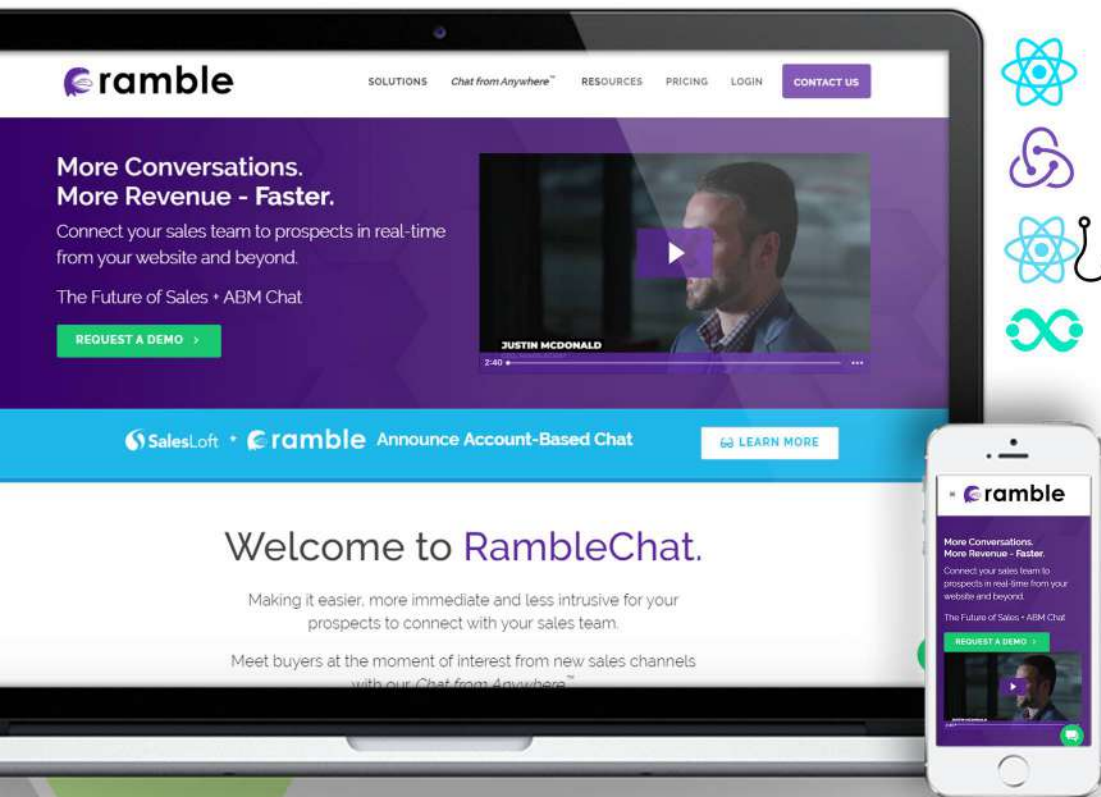 ramble
SOLUTIONS Chat from Anywhere™ RESOURCES PRICING LOGIN CONTACT US
More Conversations.
More Revenue - Faster.
Connect your sales team to prospects in real-time
from your website and beyond.
The Future of Sales + ABM Chat
REQUEST A DEMO >
JUSTIN MCDONALD
2:40
SalesLoft + ramble Announce Account-Based Chat
LEARN MORE
Welcome to RambleChat.
Making it easier, more immediate and less intrusive for your
prospects to connect with your sales team.
Meet buyers at the moment of interest from new sales channels
with our Chat from Anywhere™
ramble
More Conversations.
More Revenue - Faster.
Connect your sales team to
prospects in real-time from your
website and beyond.
The Future of Sales + ABM Chat
REQUEST A DEMO >